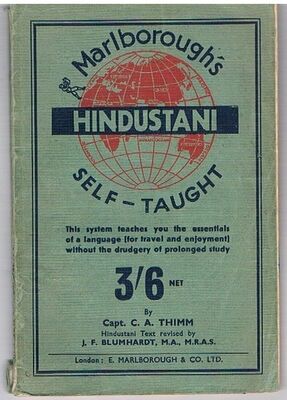 Marlborough's
HINDUSTANI
SELF-TAUGHT
This system teaches you the essentials
of a language (for travel and enjoyment)
without the drudgery of prolonged study
3/6 NET
By
Capt. C. A. THIMM
Hindustani Text revised by
J. F. BLUMHARDT, M.A., M.R.A.S.
London: E. MARLBOROUGH & CO. LTD.